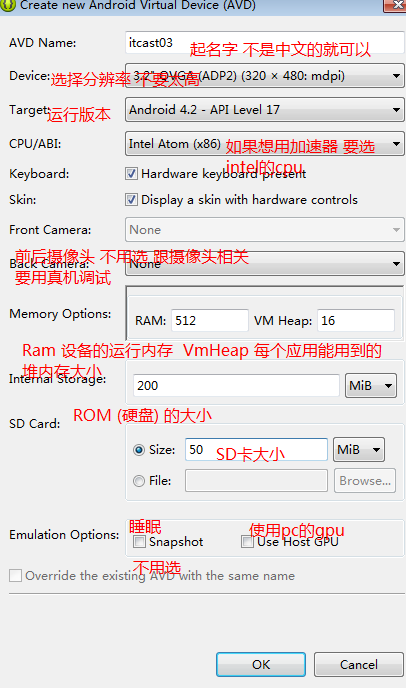 Create new Android Virtual Device (AVD)
AVD Name: itcast03
起名字 不是中文的就可以
Device: 3.2" QVGA (ADP2) (320 × 480: mdpi)
选择分辨率 不要太高
Target: Android 4.2 - API Level 17
运行版本
CPU/ABI: Intel Atom (x86)
如果想用加速器 要选
intel的cpu
Keyboard: Hardware keyboard present
Skin: Display a skin with hardware controls
Front Camera: None
前后摄像头 不用选 跟摄像头相关
Back Camera: None
要用真机调试
Memory Options: RAM: 512 VM Heap: 16
Ram 设备的运行内存 VmHeap 每个应用能用到的
堆内存大小
Internal Storage: 200 MiB
ROM (硬盘) 的大小
SD Card:
Size: 50 MiB
SD卡大小
File: Browse...
睡眠
使用pc的gpu
Emulation Options: Snapshot Use Host GPU
不用选
Override the existing AVD with the same name
OK Cancel